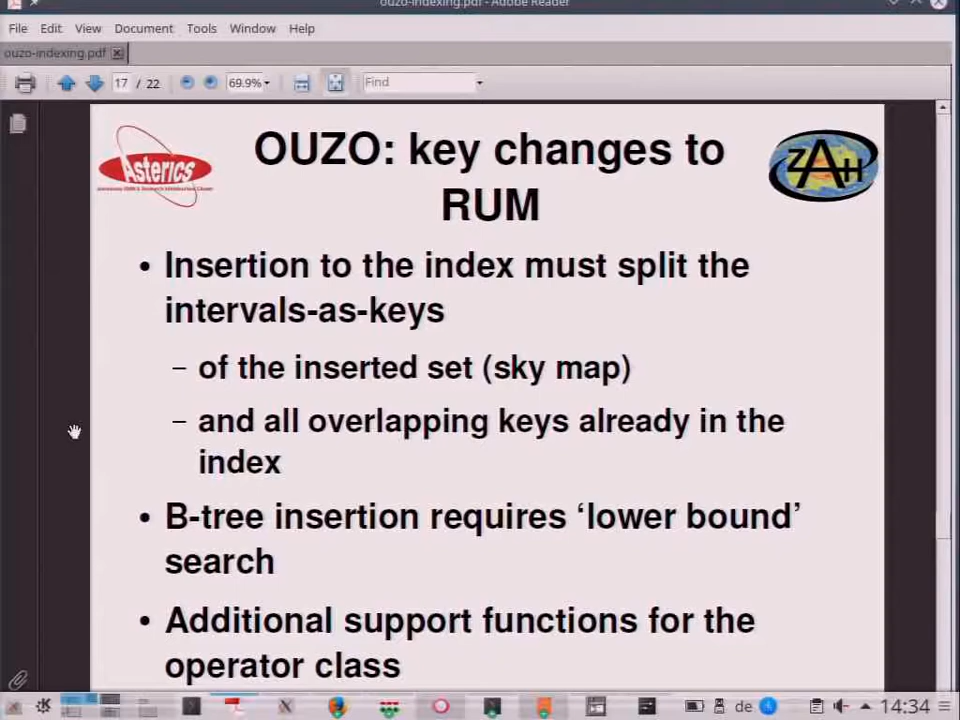 ouzo-indexing.pdf - Adobe Reader
File Edit View Document Tools Window Help
ouzo-indexing.pdf
17 / 22 69.9% Find
Asterics
ZAH
OUZO: key changes to
RUM
• Insertion to the index must split the
intervals-as-keys
– of the inserted set (sky map)
– and all overlapping keys already in the
index
• B-tree insertion requires ‘lower bound’
search
• Additional support functions for the
operator class
de 14:34